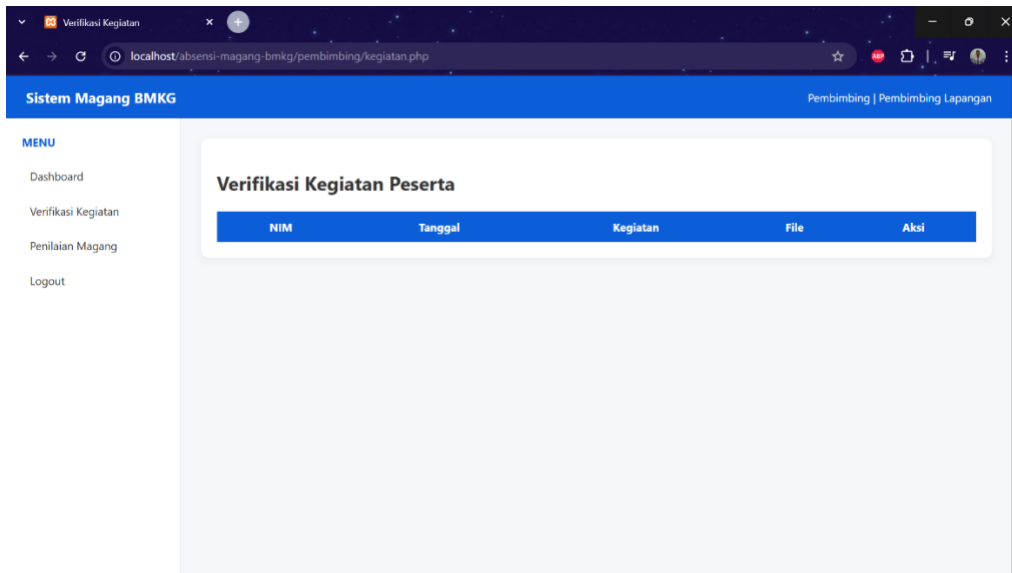 Verifikasi Kegiatan
localhost/absensi-magang-bmkg/pembimbing/kegiatan.php
ABP
Sistem Magang BMKG
Pembimbing | Pembimbing Lapangan
MENU
Dashboard
Verifikasi Kegiatan
Penilaian Magang
Logout
Verifikasi Kegiatan Peserta
NIM Tanggal Kegiatan File Aksi